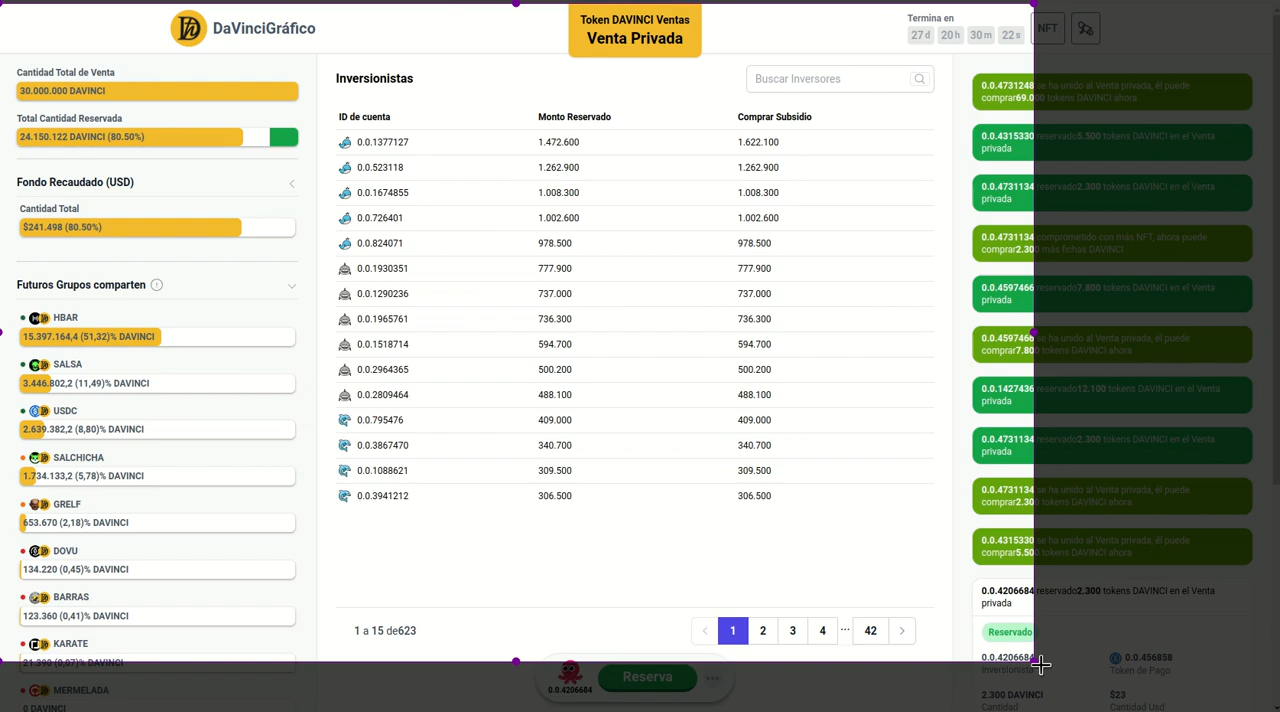 DaVinciGráfico
Token DAVINCI Ventas
Venta Privada
Termina en
27d 20h 30m 22s
NFT
Cantidad Total de Venta
30.000.000 DAVINCI
Total Cantidad Reservada
24.150.122 DAVINCI (80.50%)
Fondo Recaudado (USD)
Cantidad Total
$241.498 (80.50%)
Futuros Grupos comparten
HBAR
15.397.164,4 (51,32)% DAVINCI
SALSA
3.446.802,2 (11,49)% DAVINCI
USDC
2.639.382,2 (8,80)% DAVINCI
SALCHICHA
1.734.133,2 (5,78)% DAVINCI
GRELF
653.670 (2,18)% DAVINCI
DOVU
134.220 (0,45)% DAVINCI
BARRAS
123.360 (0,41)% DAVINCI
KARATE
21.390 (0,07)% DAVINCI
MERMELADA
0 DAVINCI
Inversionistas
Buscar Inversores
ID de cuenta Monto Reservado Comprar Subsidio
0.0.1377127 1.472.600 1.622.100
0.0.523118 1.262.900 1.262.900
0.0.1674855 1.008.300 1.008.300
0.0.726401 1.002.600 1.002.600
0.0.824071 978.500 978.500
0.0.1930351 777.900 777.900
0.0.1290236 737.000 737.000
0.0.1965761 736.300 736.300
0.0.1518714 594.700 594.700
0.0.2964365 500.200 500.200
0.0.2809464 488.100 488.100
0.0.795476 409.000 409.000
0.0.3867470 340.700 340.700
0.0.1088621 309.500 309.500
0.0.3941212 306.500 306.500
1 a 15 de623
1 2 3 4 ... 42
0.0.4206684
Reserva
0.0.4731248 se ha unido al Venta privada, él puede
comprar69.000 tokens DAVINCI ahora
0.0.4315330 reservado5.500 tokens DAVINCI en el Venta
privada
0.0.4731134 reservado2.300 tokens DAVINCI en el Venta
privada
0.0.4731134 comprometido con más NFT, ahora puede
comprar2.300 más fichas DAVINCI
0.0.4597466 reservado7.800 tokens DAVINCI en el Venta
privada
0.0.4597466 se ha unido al Venta privada, él puede
comprar7.800 tokens DAVINCI ahora
0.0.1427436 reservado12.100 tokens DAVINCI en el Venta
privada
0.0.4731134 reservado2.300 tokens DAVINCI en el Venta
privada
0.0.4731134 se ha unido al Venta privada, él puede
comprar2.300 tokens DAVINCI ahora
0.0.4315330 se ha unido al Venta privada, él puede
comprar5.500 tokens DAVINCI ahora
0.0.4206684 reservado2.300 tokens DAVINCI en el Venta
privada
Reservado
0.0.4206684 0.0.456858
Inversionista Token de Pago
2.300 DAVINCI $23
Cantidad Cantidad Usd